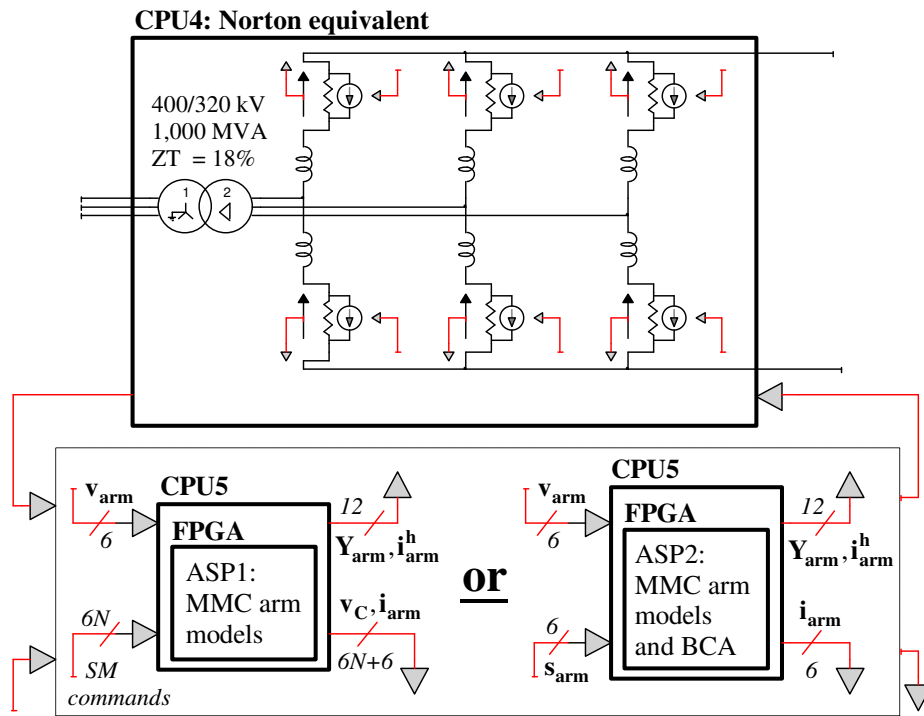 CPU4: Norton equivalent
400/320 kV
1,000 MVA
ZT = 18%
1 2
CPU5
v_arm
6
FPGA
ASP1:
MMC arm
models
12
Y_arm, i^h_arm
6N
SM
commands
v_C, i_arm
6N+6
or
CPU5
v_arm
6
FPGA
ASP2:
MMC arm
models
and BCA
12
Y_arm, i^h_arm
6
s_arm
i_arm
6